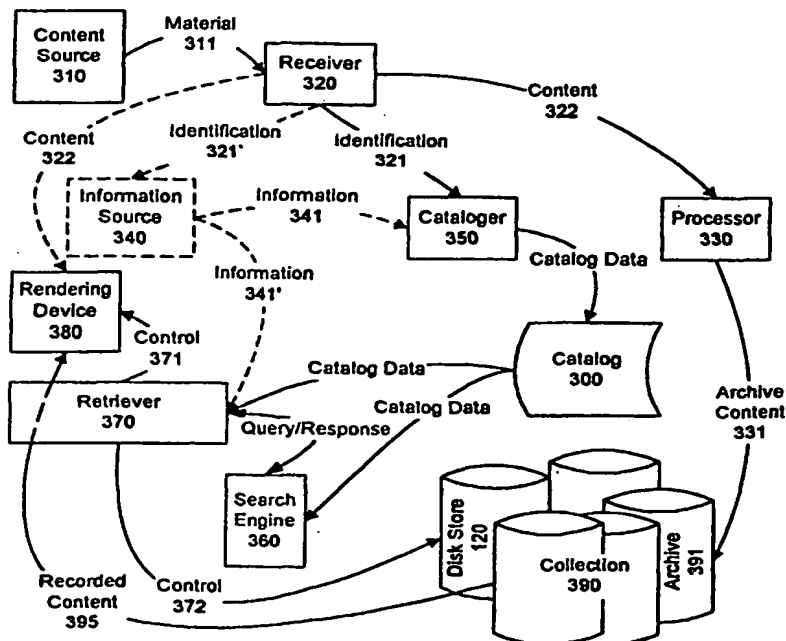 Content
Source
310
Material
311
Receiver
320
Content
322
Content
322
Identification
321'
Identification
321
Information
Source
340
Information
341
Cataloger
350
Processor
330
Catalog Data
Information
341'
Rendering
Device
380
Control
371
Catalog
300
Catalog Data
Archive
Content
331
Retriever
370
Catalog Data
Query/Response
Search
Engine
360
Disk Store
120
Collection
390
Archive
391
Recorded
Content
395
Control
372